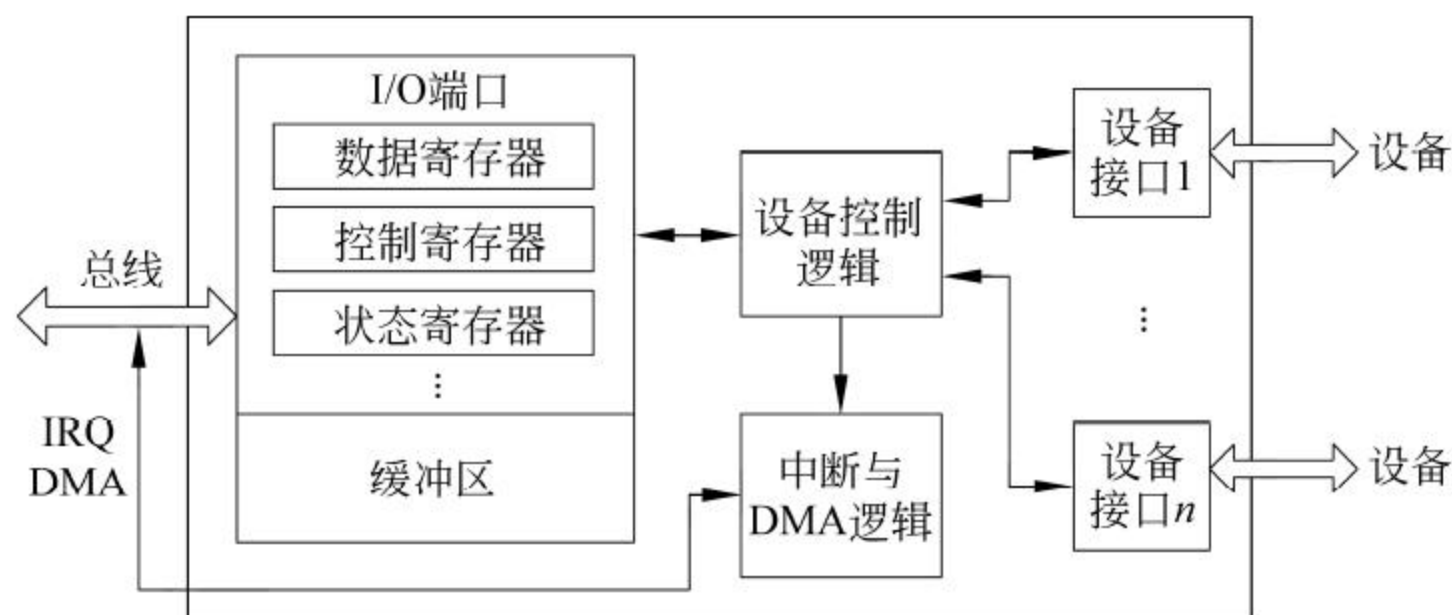 I/O端口
数据寄存器
控制寄存器
状态寄存器
⋮
缓冲区
总线
IRQ
DMA
设备控制
逻辑
中断与
DMA逻辑
设备
接口1
设备
⋮
设备
接口n
设备